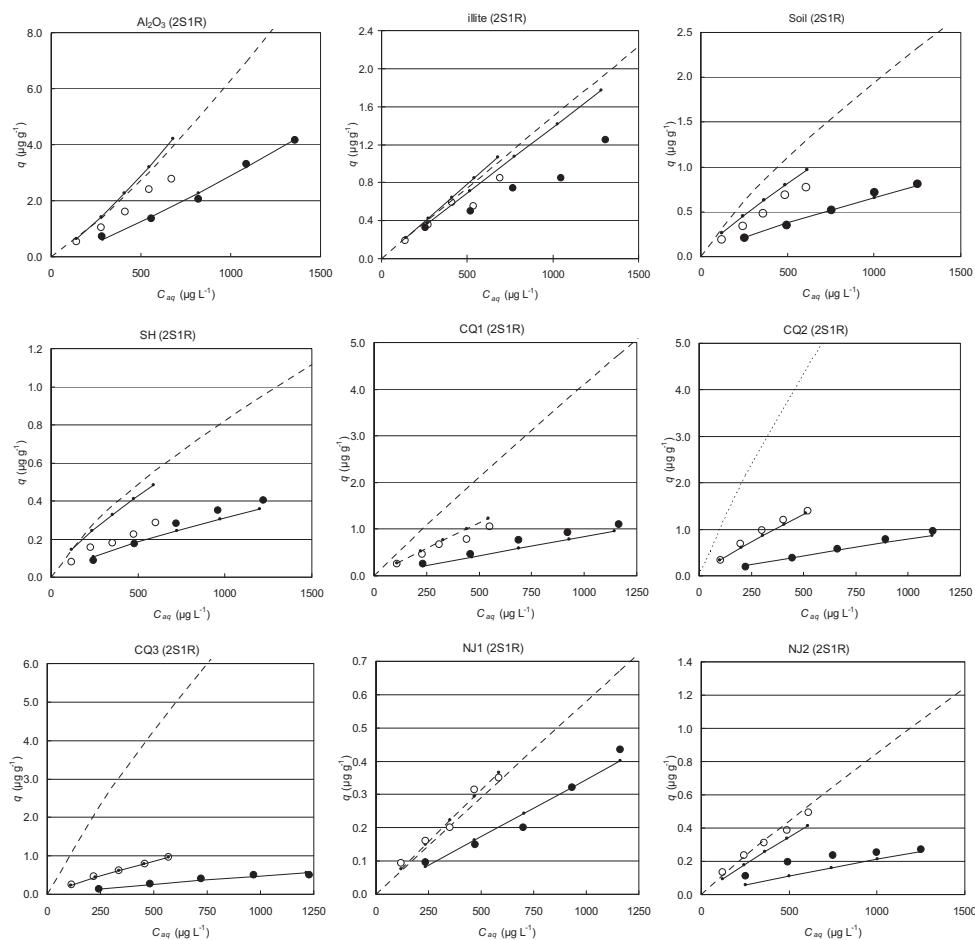 Al₂O₃ (2S1R)
8.0
6.0
4.0
2.0
0.0
q (µg g⁻¹)
0 500 1000 1500
C aq (µg L⁻¹)
illite (2S1R)
2.4
2.0
1.6
1.2
0.8
0.4
0.0
q (µg g⁻¹)
0 500 1000 1500
C aq (µg L⁻¹)
Soil (2S1R)
2.5
2.0
1.5
1.0
0.5
0.0
q (µg g⁻¹)
0 500 1000 1500
C aq (µg L⁻¹)
SH (2S1R)
1.2
1.0
0.8
0.6
0.4
0.2
0.0
q (µg g⁻¹)
0 500 1000 1500
C aq (µg L⁻¹)
CQ1 (2S1R)
5.0
4.0
3.0
2.0
1.0
0.0
q (µg g⁻¹)
0 250 500 750 1000 1250
C aq (µg L⁻¹)
CQ2 (2S1R)
5.0
4.0
3.0
2.0
1.0
0.0
q (µg g⁻¹)
0 250 500 750 1000 1250
C aq (µg L⁻¹)
CQ3 (2S1R)
6.0
5.0
4.0
3.0
2.0
1.0
0.0
q (µg g⁻¹)
0 250 500 750 1000 1250
C aq (µg L⁻¹)
NJ1 (2S1R)
0.7
0.6
0.5
0.4
0.3
0.2
0.1
0.0
q (µg g⁻¹)
0 250 500 750 1000 1250
C aq (µg L⁻¹)
NJ2 (2S1R)
1.4
1.2
1.0
0.8
0.6
0.4
0.2
0.0
q (µg g⁻¹)
0 500 1000 1500
C aq (µg L⁻¹)